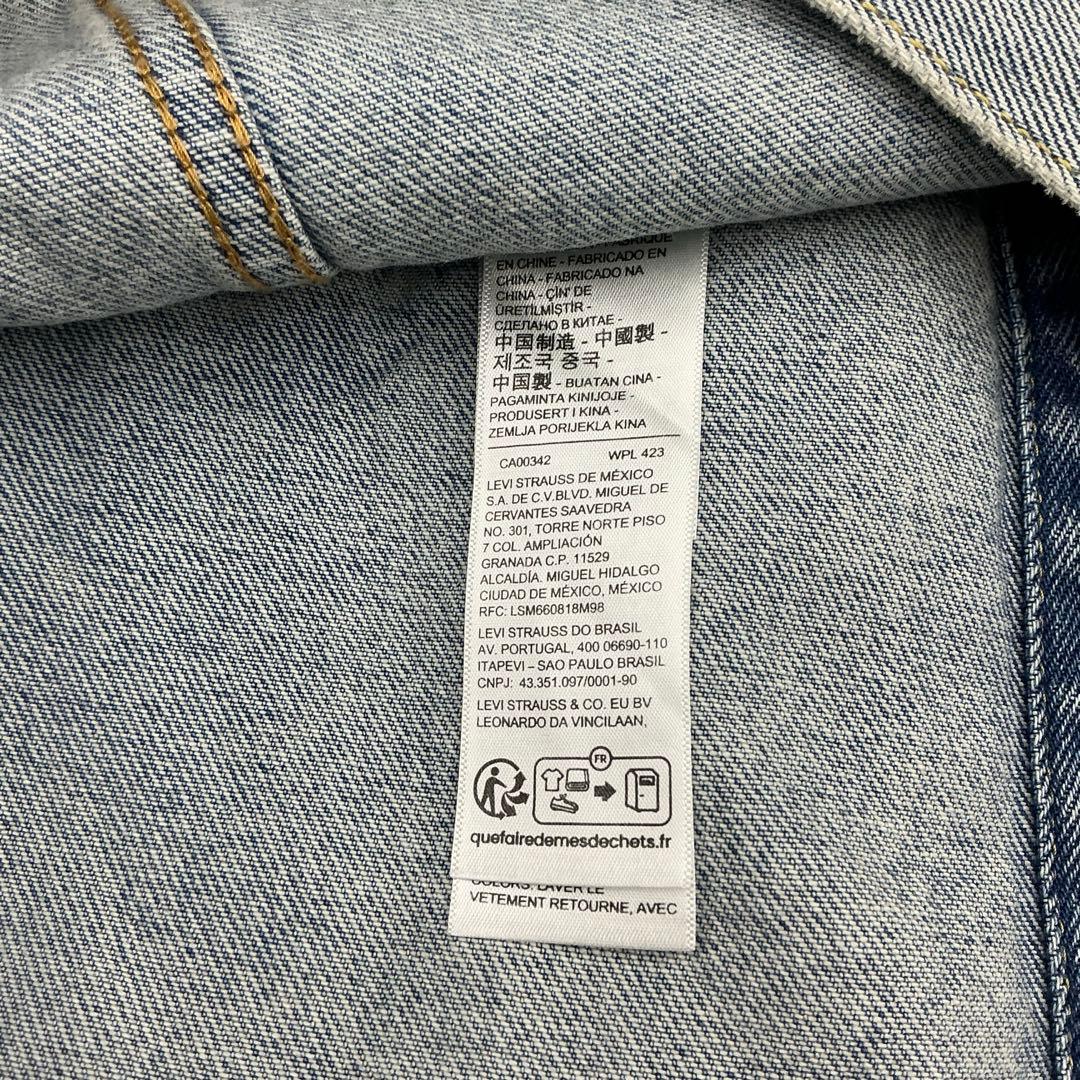 FABRIQUE
EN CHINE - FABRICADO EN
CHINA - FABRICADO NA
CHINA - ÇİN' DE
ÜRETİLMİŞTİR -
СДЕЛАНО В КИТАЕ -
中国制造 - 中國製 -
제조국 중국 -
中国製 - BUATAN CINA -
PAGAMINTA KINIJOJE -
PRODUSERT I KINA -
ZEMLJA PORIJEKLA KINA
CA00342 WPL 423
LEVI STRAUSS DE MÉXICO
S.A. DE C.V.BLVD. MIGUEL DE
CERVANTES SAAVEDRA
NO. 301, TORRE NORTE PISO
7 COL. AMPLIACIÓN
GRANADA C.P. 11529
ALCALDÍA. MIGUEL HIDALGO
CIUDAD DE MÉXICO, MÉXICO
RFC: LSM660818M98
LEVI STRAUSS DO BRASIL
AV. PORTUGAL, 400 06690-110
ITAPEVI – SAO PAULO BRASIL
CNPJ: 43.351.097/0001-90
LEVI STRAUSS & CO. EU BV
LEONARDO DA VINCILAAN,
FR
quefairedemesdechets.fr
COLORS. LAVER LE
VETEMENT RETOURNE, AVEC